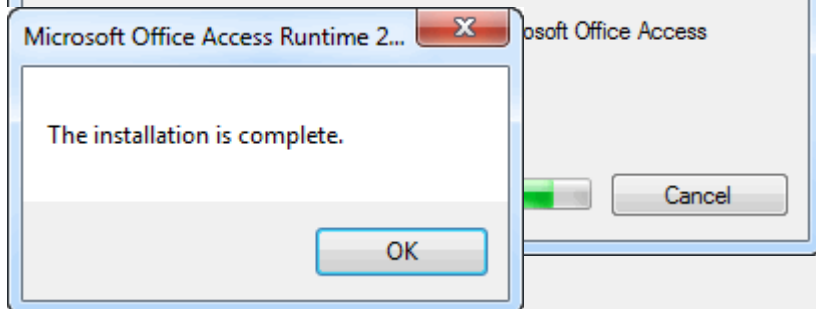 Microsoft Office Access Runtime 2...
osoft Office Access
The installation is complete.
Cancel
OK